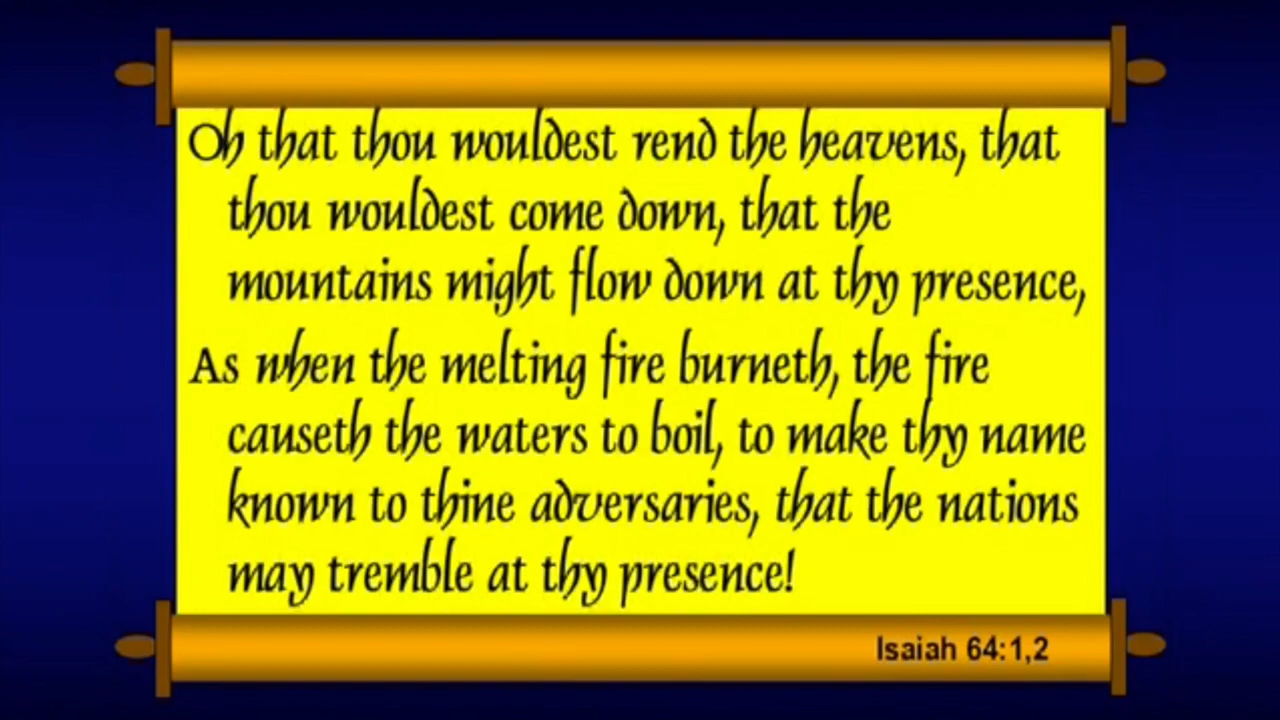 Oh that thou wouldest rend the heavens, that
thou wouldest come down, that the
mountains might flow down at thy presence,
As when the melting fire burneth, the fire
causeth the waters to boil, to make thy name
known to thine adversaries, that the nations
may tremble at thy presence!
Isaiah 64:1,2